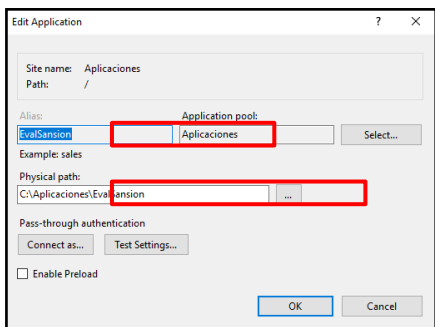 Edit Application ? ×
Site name: Aplicaciones
Path: /
Alias: Application pool:
EvalSansion Aplicaciones Select...
Example: sales
Physical path:
C:\Aplicaciones\EvalSansion ...
Pass-through authentication
Connect as... Test Settings...
Enable Preload
OK Cancel